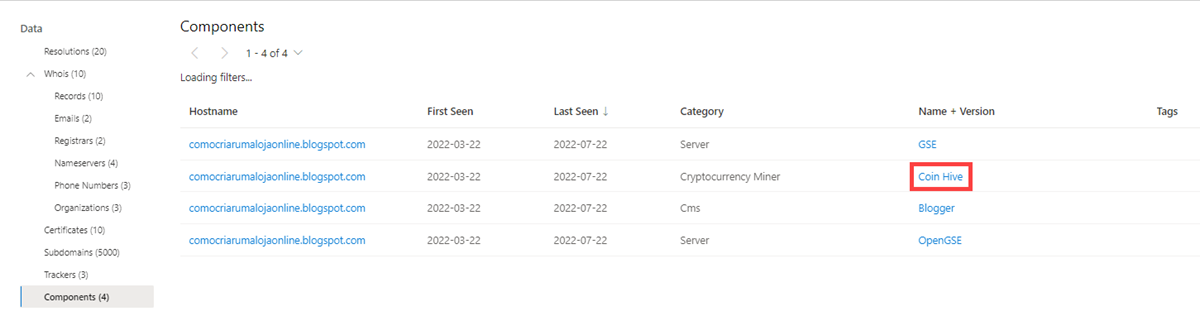 Data
Resolutions (20)
Whois (10)
Records (10)
Emails (2)
Registrars (2)
Nameservers (4)
Phone Numbers (3)
Organizations (3)
Certificates (10)
Subdomains (5000)
Trackers (3)
Components (4)
Components
1 - 4 of 4
Loading filters...
Hostname First Seen Last Seen ↓ Category Name + Version Tags
comocriarumalojaonline.blogspot.com 2022-03-22 2022-07-22 Server GSE
comocriarumalojaonline.blogspot.com 2022-03-22 2022-07-22 Cryptocurrency Miner Coin Hive
comocriarumalojaonline.blogspot.com 2022-03-22 2022-07-22 Cms Blogger
comocriarumalojaonline.blogspot.com 2022-03-22 2022-07-22 Server OpenGSE